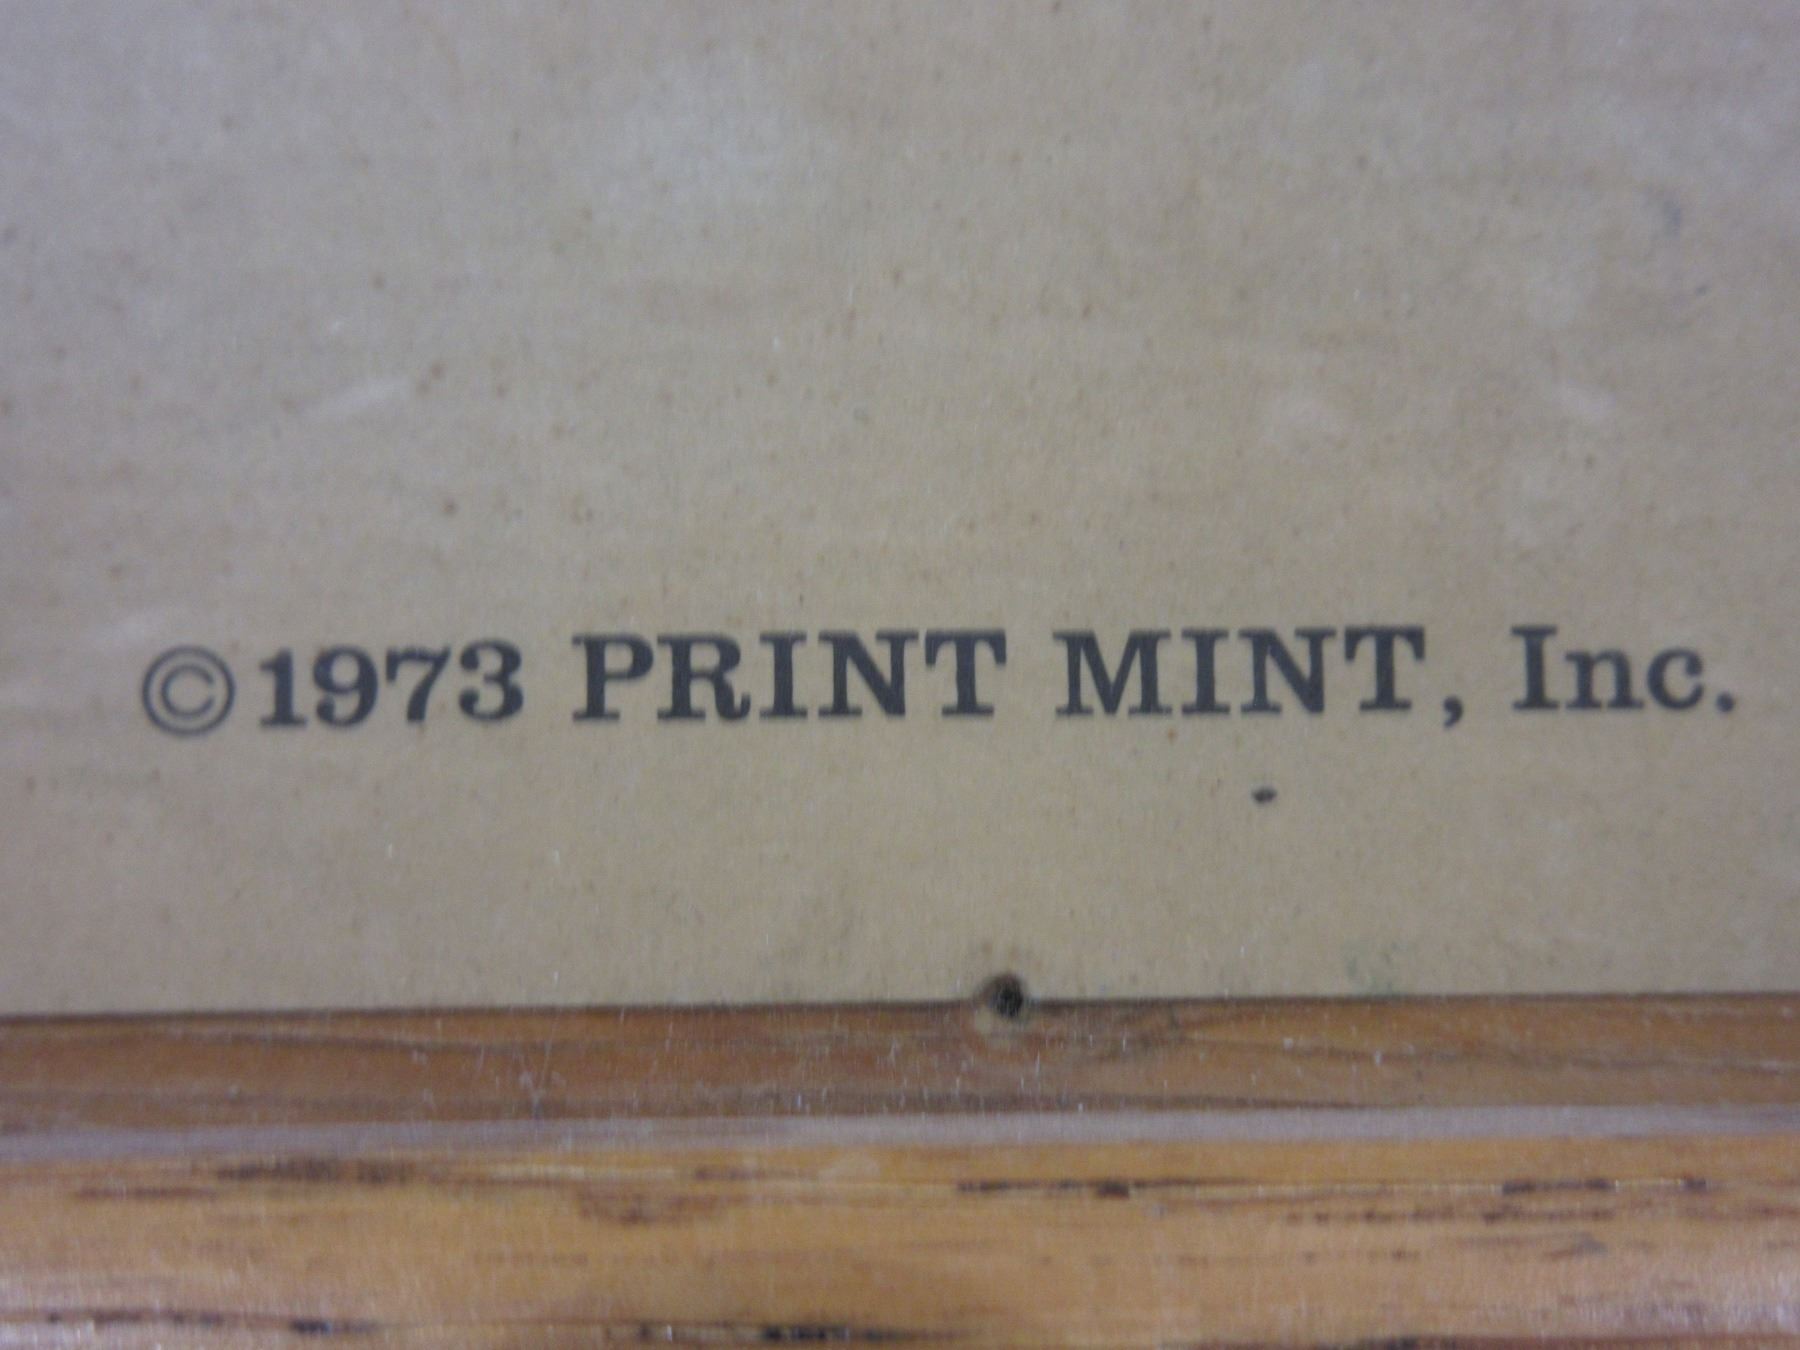 ©1973 PRINT MINT, Inc.